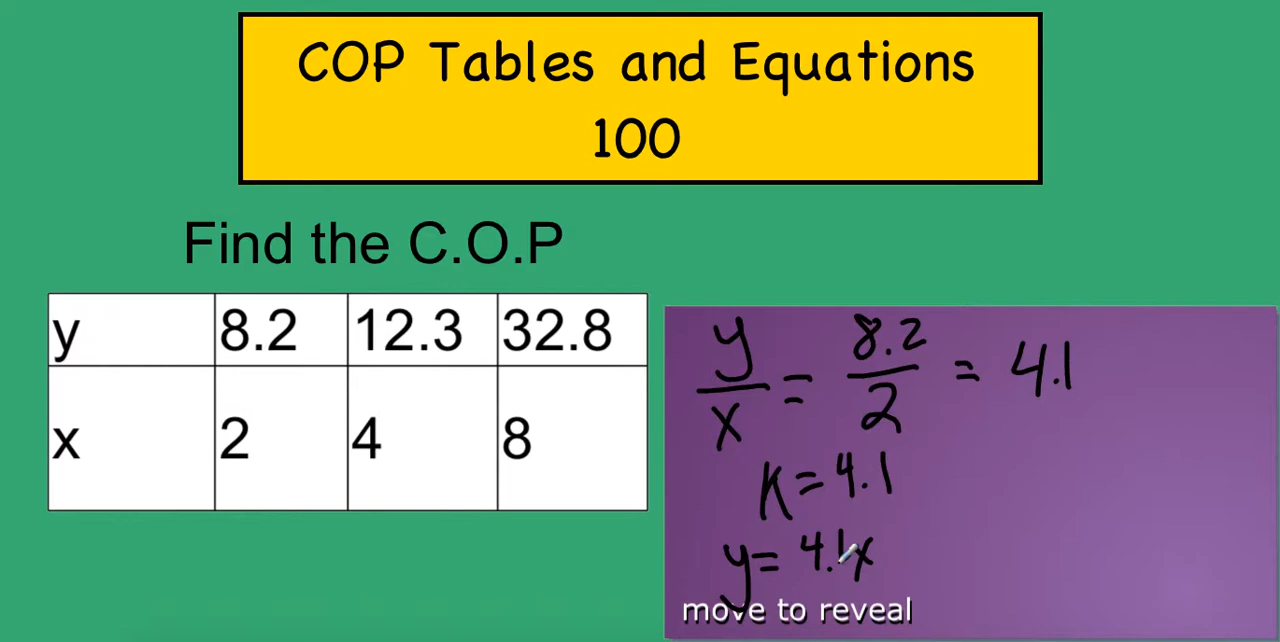 COP Tables and Equations
100
Find the C.O.P
y 8.2 12.3 32.8
x 2 4 8
y/x = 8.2/2 = 4.1
K = 4.1
y = 4.1x
move to reveal